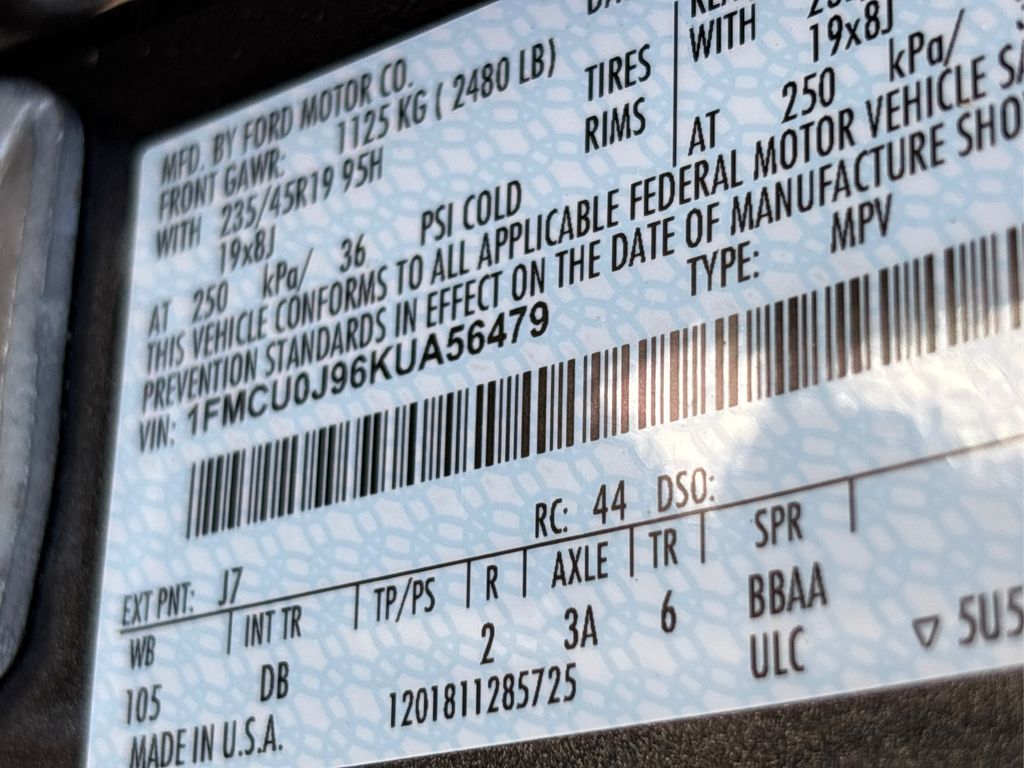 MFD. BY FORD MOTOR CO.
FRONT GAWR:
1125 KG ( 2480 LB)
WITH 235/45R19 95H TIRES WITH
19x8J RIMS 19x8J
AT 250 kPa/ 36 PSI COLD AT 250 kPa/
THIS VEHICLE CONFORMS TO ALL APPLICABLE FEDERAL MOTOR VEHICLE
PREVENTION STANDARDS IN EFFECT ON THE DATE OF MANUFACTURE SHO
VIN: 1FMCU0J96KUA56479 TYPE: MPV
EXT PNT: J7 RC: 44 DSO:
WB INT TR TP/PS R AXLE TR SPR
105 DB 2 3A 6 BBAA
MADE IN U.S.A. 1201811285725 ULC ▽ 5U5